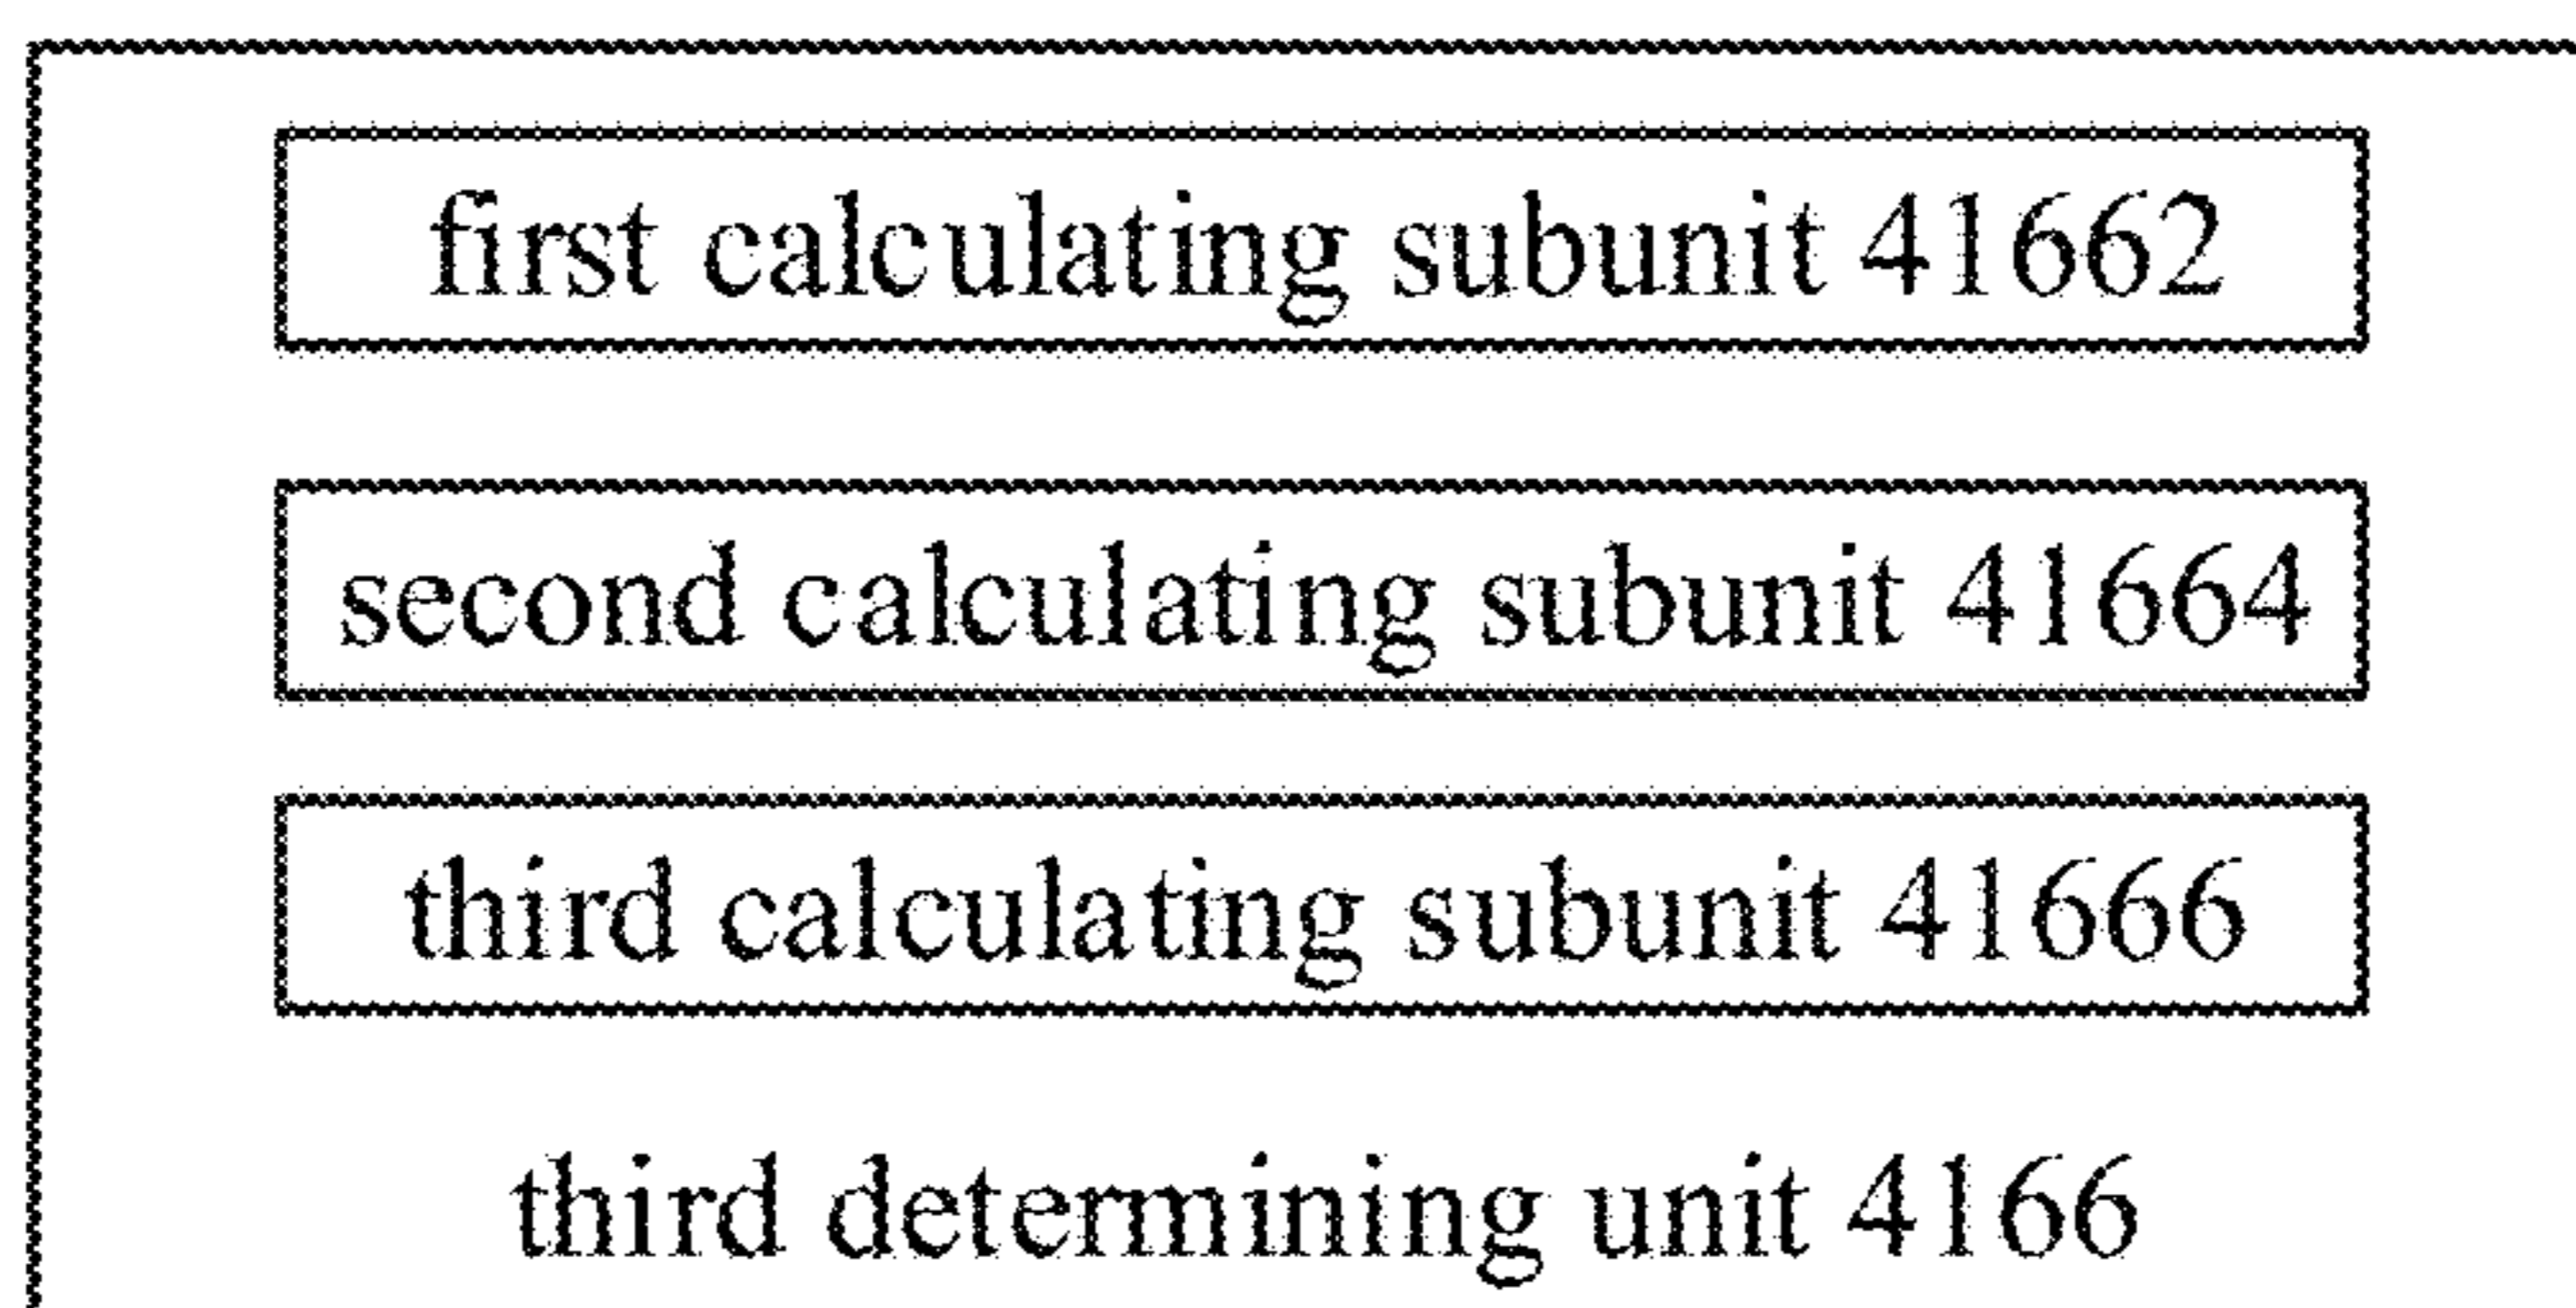 first calculating subunit 41662
second calculating subunit 41664
third calculating subunit 41666
third determining unit 4166